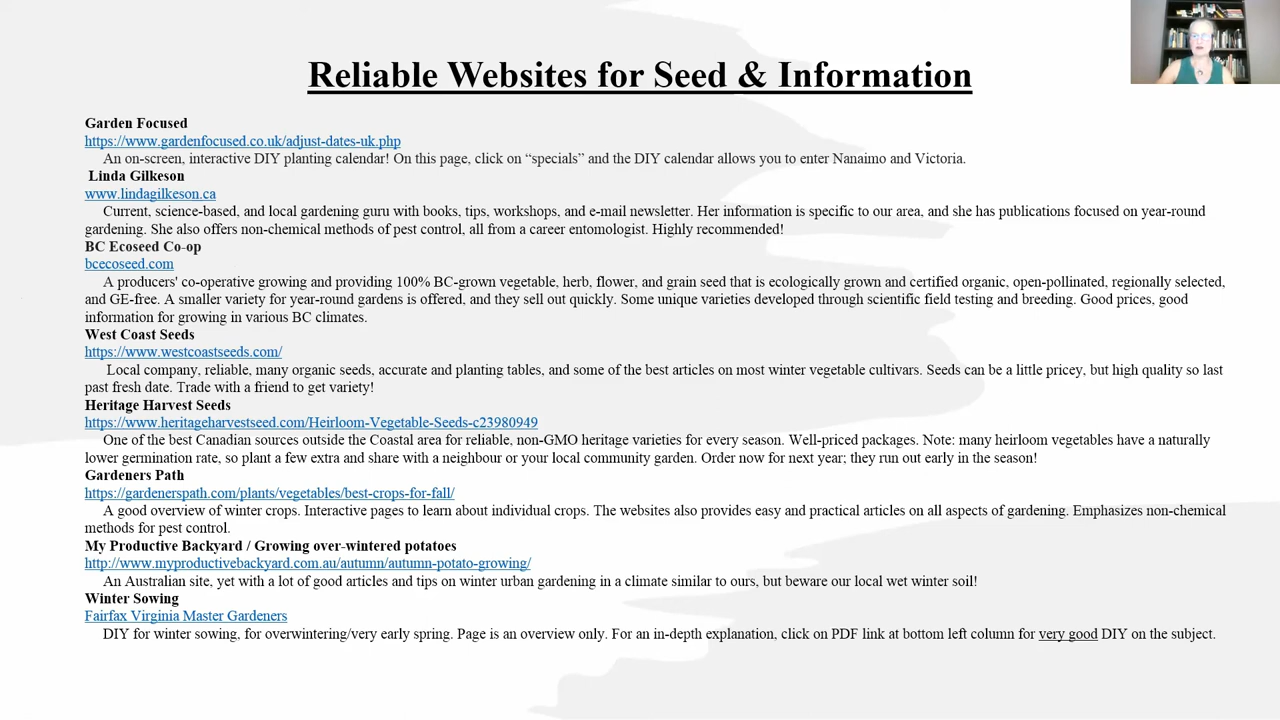 Reliable Websites for Seed & Information
Garden Focused
https://www.gardenfocused.co.uk/adjust-dates-uk.php
An on-screen, interactive DIY planting calendar! On this page, click on “specials” and the DIY calendar allows you to enter Nanaimo and Victoria.
Linda Gilkeson
www.lindagilkeson.ca
Current, science-based, and local gardening guru with books, tips, workshops, and e-mail newsletter. Her information is specific to our area, and she has publications focused on year-round
gardening. She also offers non-chemical methods of pest control, all from a career entomologist. Highly recommended!
BC Ecoseed Co-op
bcecoseed.com
A producers' co-operative growing and providing 100% BC-grown vegetable, herb, flower, and grain seed that is ecologically grown and certified organic, open-pollinated, regionally selected,
and GE-free. A smaller variety for year-round gardens is offered, and they sell out quickly. Some unique varieties developed through scientific field testing and breeding. Good prices, good
information for growing in various BC climates.
West Coast Seeds
https://www.westcoastseeds.com/
Local company, reliable, many organic seeds, accurate and planting tables, and some of the best articles on most winter vegetable cultivars. Seeds can be a little pricey, but high quality so last
past fresh date. Trade with a friend to get variety!
Heritage Harvest Seeds
https://www.heritageharvestseed.com/Heirloom-Vegetable-Seeds-c23980949
One of the best Canadian sources outside the Coastal area for reliable, non-GMO heritage varieties for every season. Well-priced packages. Note: many heirloom vegetables have a naturally
lower germination rate, so plant a few extra and share with a neighbour or your local community garden. Order now for next year; they run out early in the season!
Gardeners Path
https://gardenerspath.com/plants/vegetables/best-crops-for-fall/
A good overview of winter crops. Interactive pages to learn about individual crops. The websites also provides easy and practical articles on all aspects of gardening. Emphasizes non-chemical
methods for pest control.
My Productive Backyard / Growing over-wintered potatoes
http://www.myproductivebackyard.com.au/autumn/autumn-potato-growing/
An Australian site, yet with a lot of good articles and tips on winter urban gardening in a climate similar to ours, but beware our local wet winter soil!
Winter Sowing
Fairfax Virginia Master Gardeners
DIY for winter sowing, for overwintering/very early spring. Page is an overview only. For an in-depth explanation, click on PDF link at bottom left column for very good DIY on the subject.